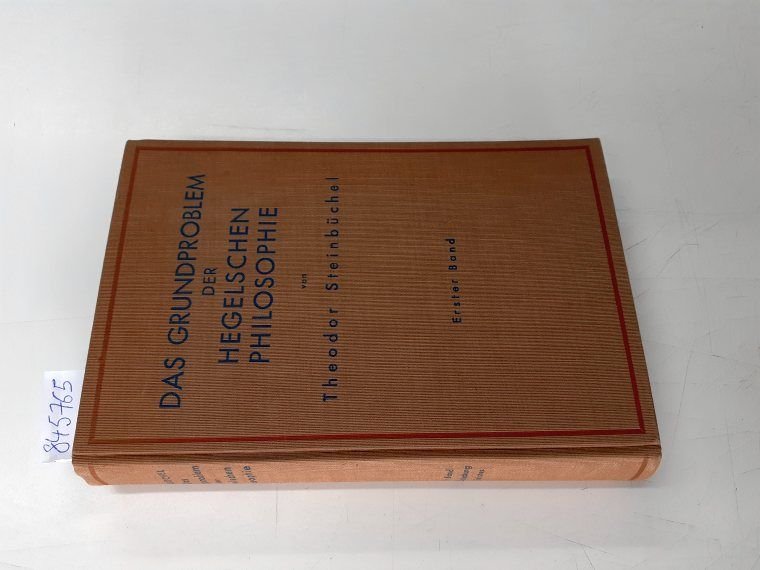 DAS GRUNDPROBLEM
DER
HEGELSCHEN
PHILOSOPHIE
von
Theodor Steinbüchel
Erster Band
845765